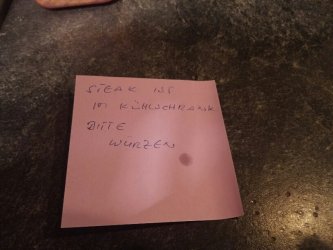 STEAK IST
IM KÜHLSCHRANK
BITTE
WÜRZEN